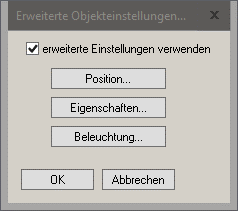 Erweiterte Objekteinstellungen...
erweiterte Einstellungen verwenden
Position...
Eigenschaften...
Beleuchtung...
OK Abbrechen